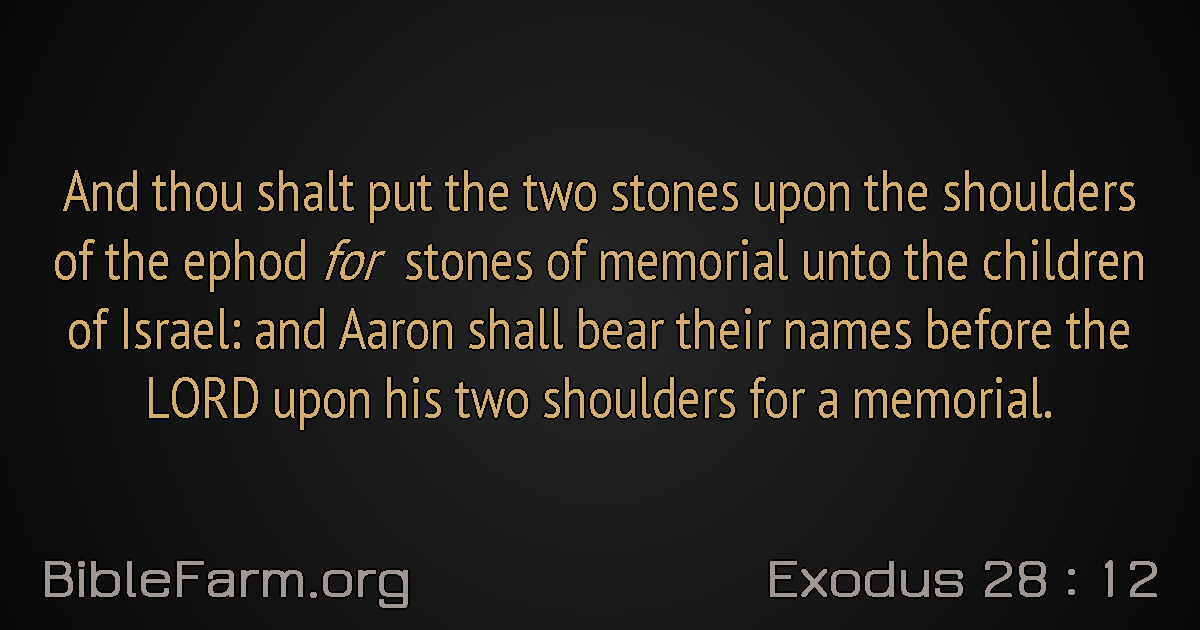 And thou shalt put the two stones upon the shoulders
of the ephod for stones of memorial unto the children
of Israel: and Aaron shall bear their names before the
LORD upon his two shoulders for a memorial.
BibleFarm.org
Exodus 28 : 12